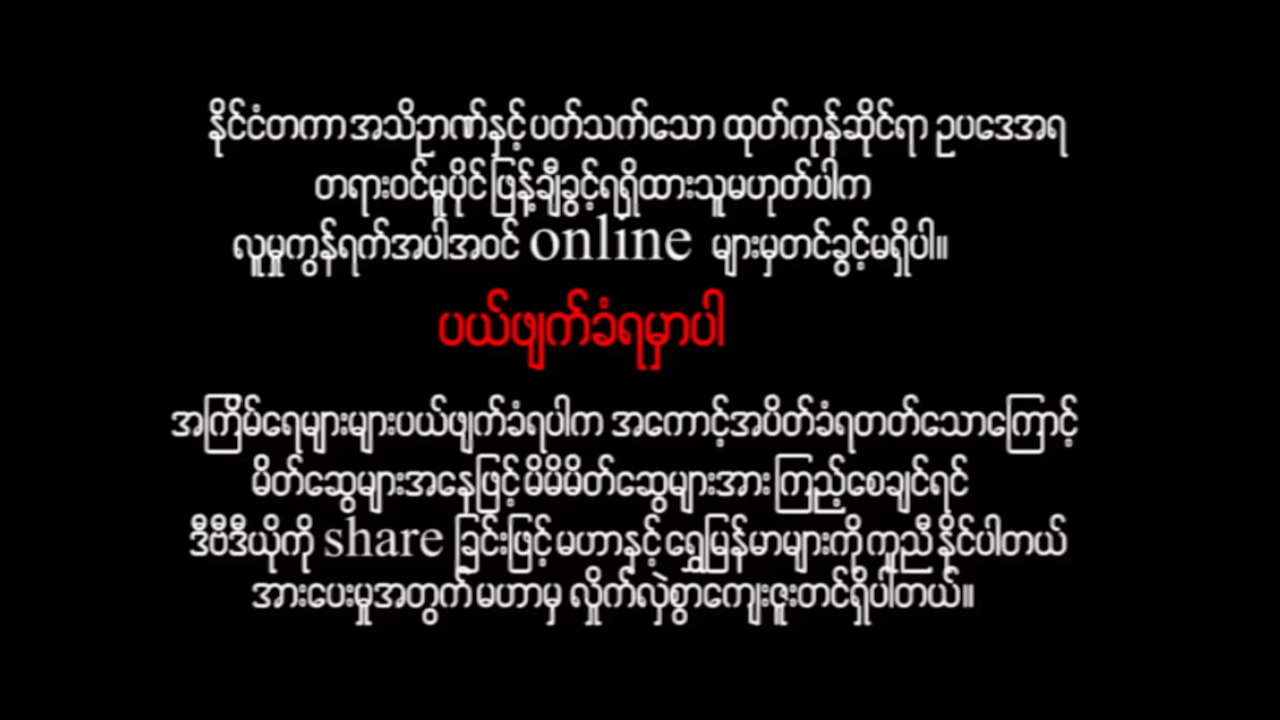 နိုင်ငံတကာ အသိဉာဏ်နှင့် ပတ်သက်သော ထုတ်ကုန်ဆိုင်ရာ ဥပဒေအရ
တရားဝင်မူပိုင် ဖြန့်ချီခွင့်ရရှိထားသူမဟုတ်ပါက
လူမှုကွန်ရက်အပါအဝင် online များမှတင်ခွင့်မရှိပါ။
ပယ်ဖျက်ခံရမှာပါ
အကြိမ်ရေများများပယ်ဖျက်ခံရပါက အကောင့်အပိတ်ခံရတတ်သောကြောင့်
မိတ်ဆွေများအနေဖြင့် မိမိမိတ်ဆွေများအား ကြည့်စေချင်ရင်
ဒီဗီဒီယိုကို share ခြင်းဖြင့် မဟာနှင့် ရွှေမြန်မာများကို ကူညီ နိုင်ပါတယ်
အားပေးမှုအတွက် မဟာမှ လှိုက်လှဲစွာကျေးဇူးတင်ရှိပါတယ်။